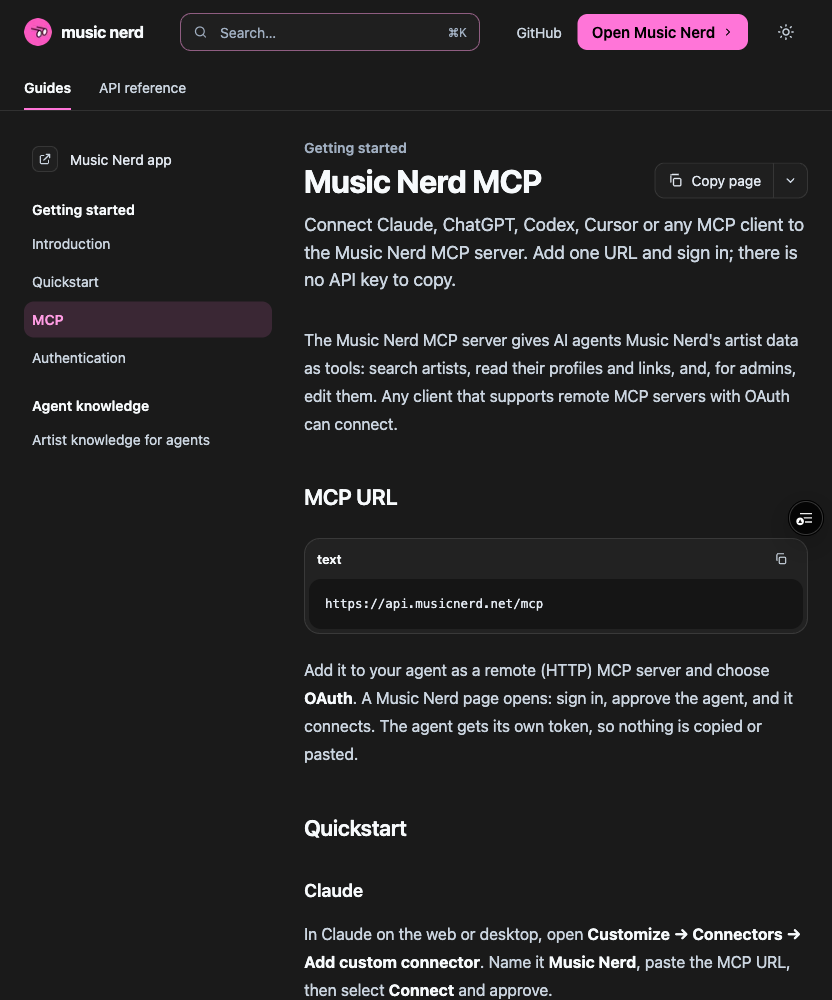 music nerd
Search...
⌘K
GitHub
Open Music Nerd
Guides
API reference
Music Nerd app
Getting started
Introduction
Quickstart
MCP
Authentication
Agent knowledge
Artist knowledge for agents
Getting started
Music Nerd MCP
Copy page
Connect Claude, ChatGPT, Codex, Cursor or any MCP client to
the Music Nerd MCP server. Add one URL and sign in; there is
no API key to copy.
The Music Nerd MCP server gives AI agents Music Nerd's artist data
as tools: search artists, read their profiles and links, and, for admins,
edit them. Any client that supports remote MCP servers with OAuth
can connect.
MCP URL
text
https://api.musicnerd.net/mcp
Add it to your agent as a remote (HTTP) MCP server and choose
OAuth. A Music Nerd page opens: sign in, approve the agent, and it
connects. The agent gets its own token, so nothing is copied or
pasted.
Quickstart
Claude
In Claude on the web or desktop, open Customize → Connectors →
Add custom connector. Name it Music Nerd, paste the MCP URL,
then select Connect and approve.